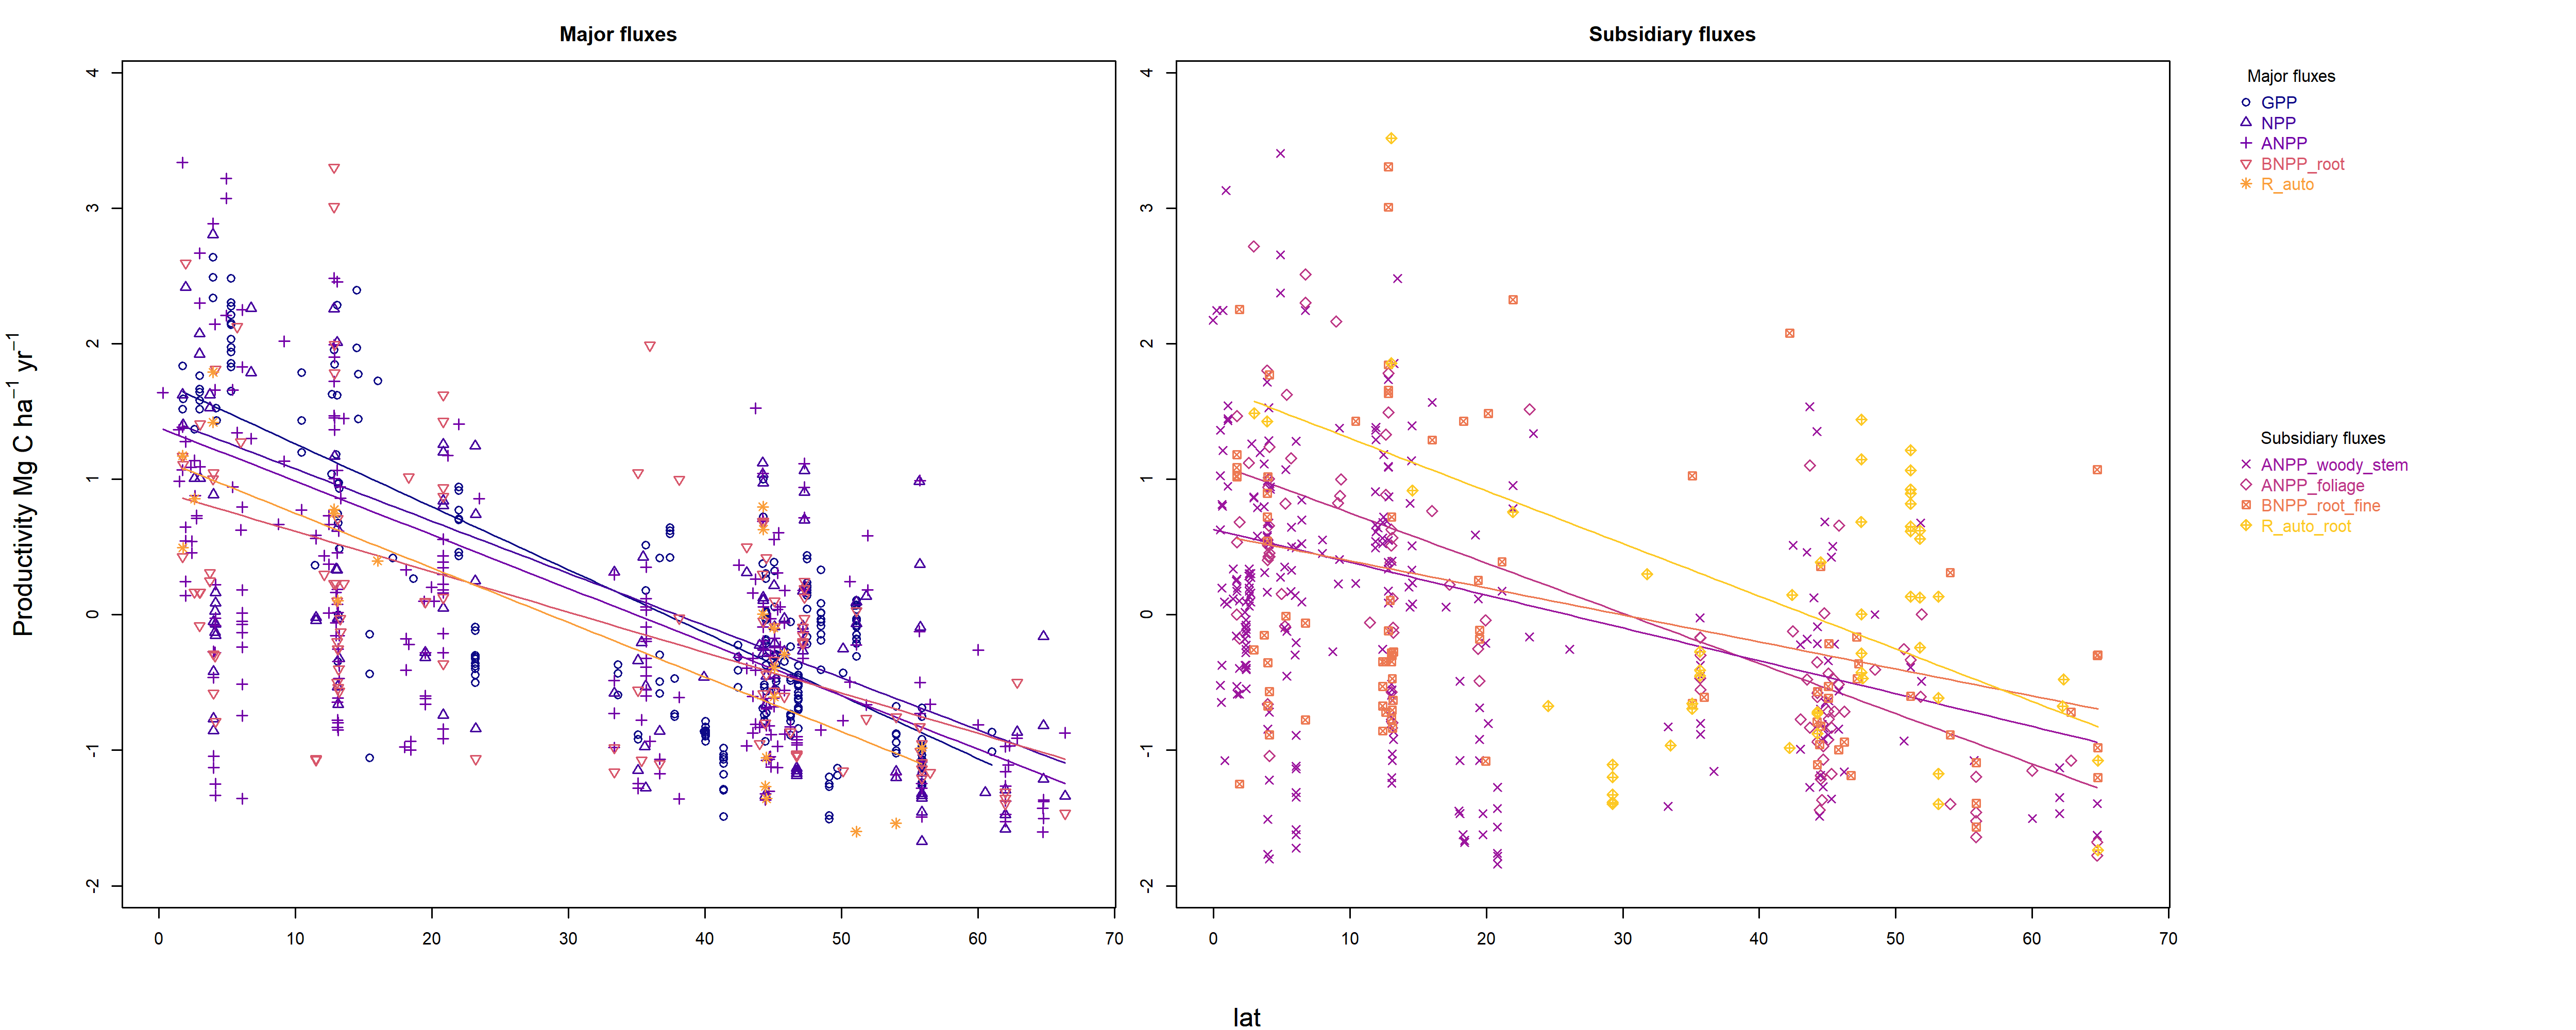 Major fluxes
Subsidiary fluxes
Productivity Mg C ha⁻¹ yr⁻¹
4
3
2
1
0
-1
-2
0 10 20 30 40 50 60 70
4
3
2
1
0
-1
-2
0 10 20 30 40 50 60 70
lat
Major fluxes
GPP
NPP
ANPP
BNPP_root
R_auto
Subsidiary fluxes
ANPP_woody_stem
ANPP_foliage
BNPP_root_fine
R_auto_root